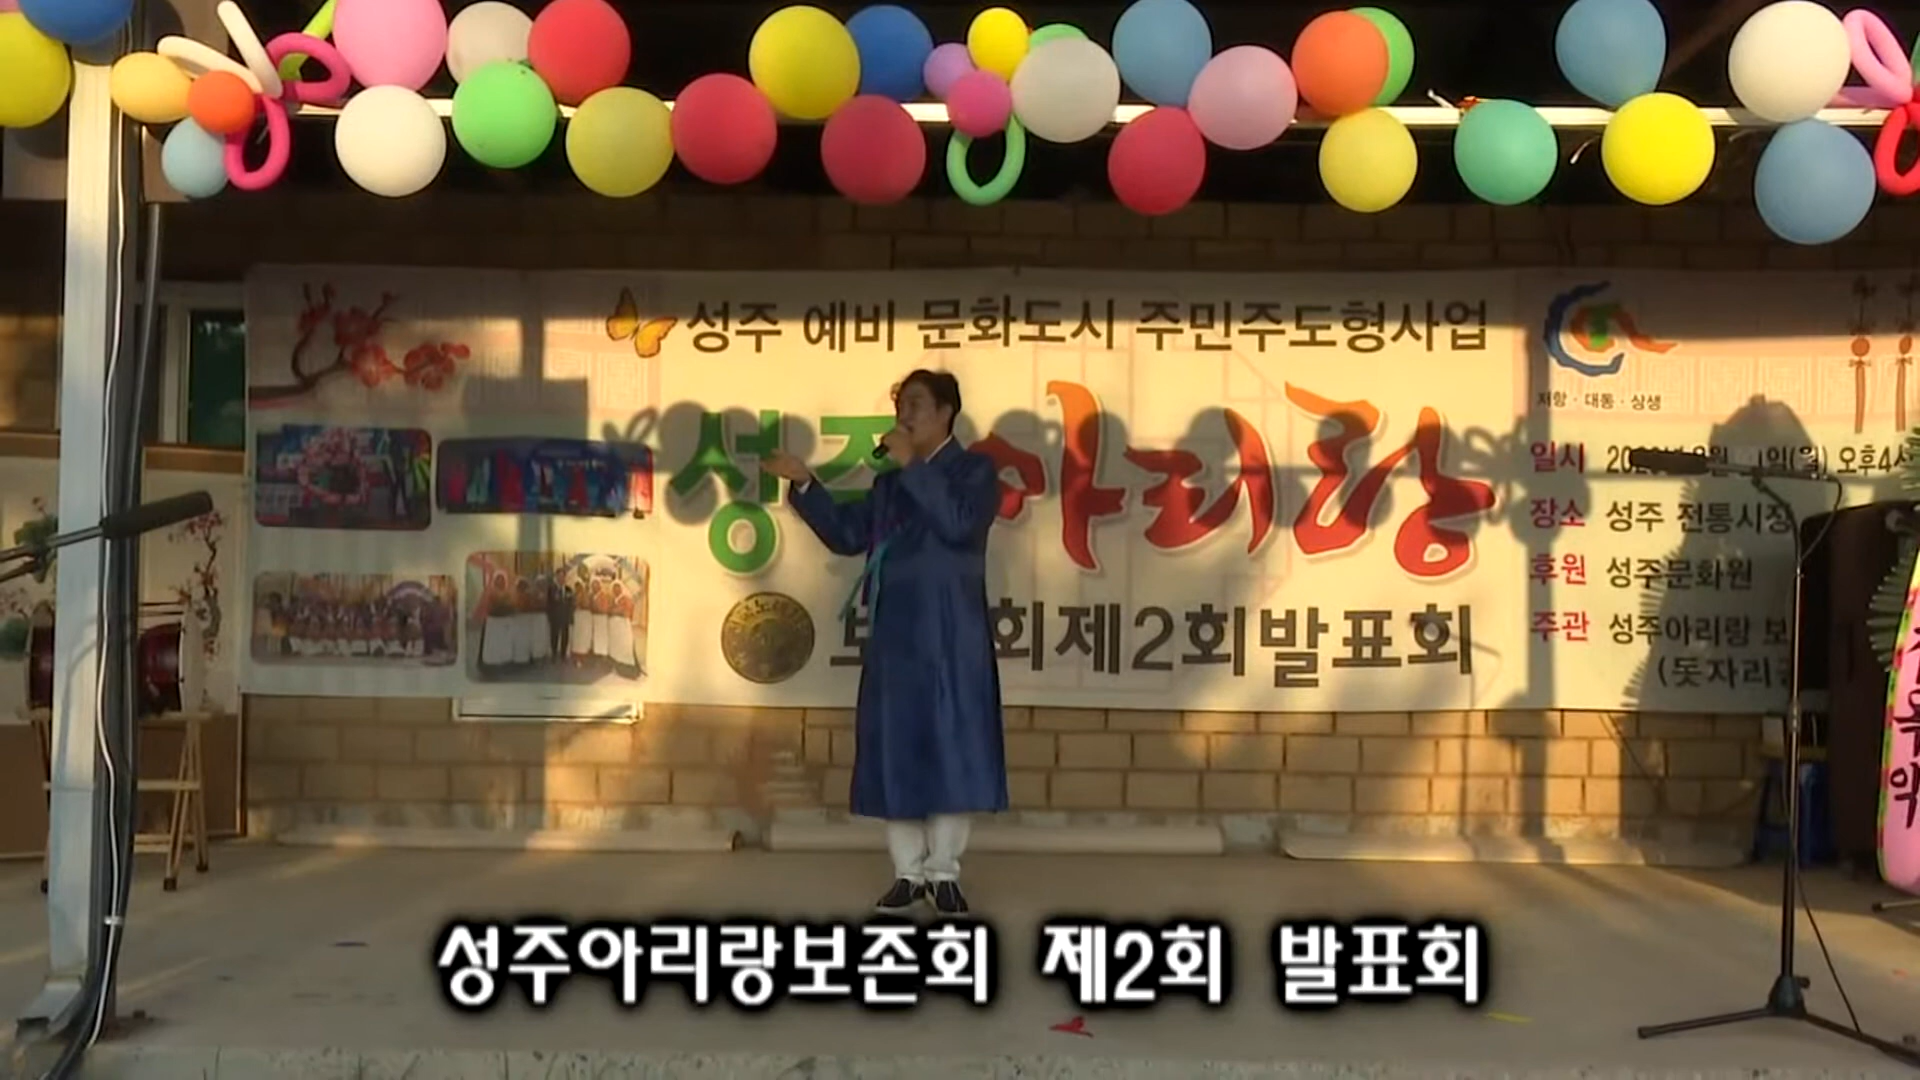 성주 예비 문화도시 주민주도형사업
성주아리랑
회제2회발표회
저항·대동·상생
일시 오후4시
장소 성주 전통시장
후원 성주문화원
주관 성주아리랑 보
(돗자리
성주아리랑보존회 제2회 발표회